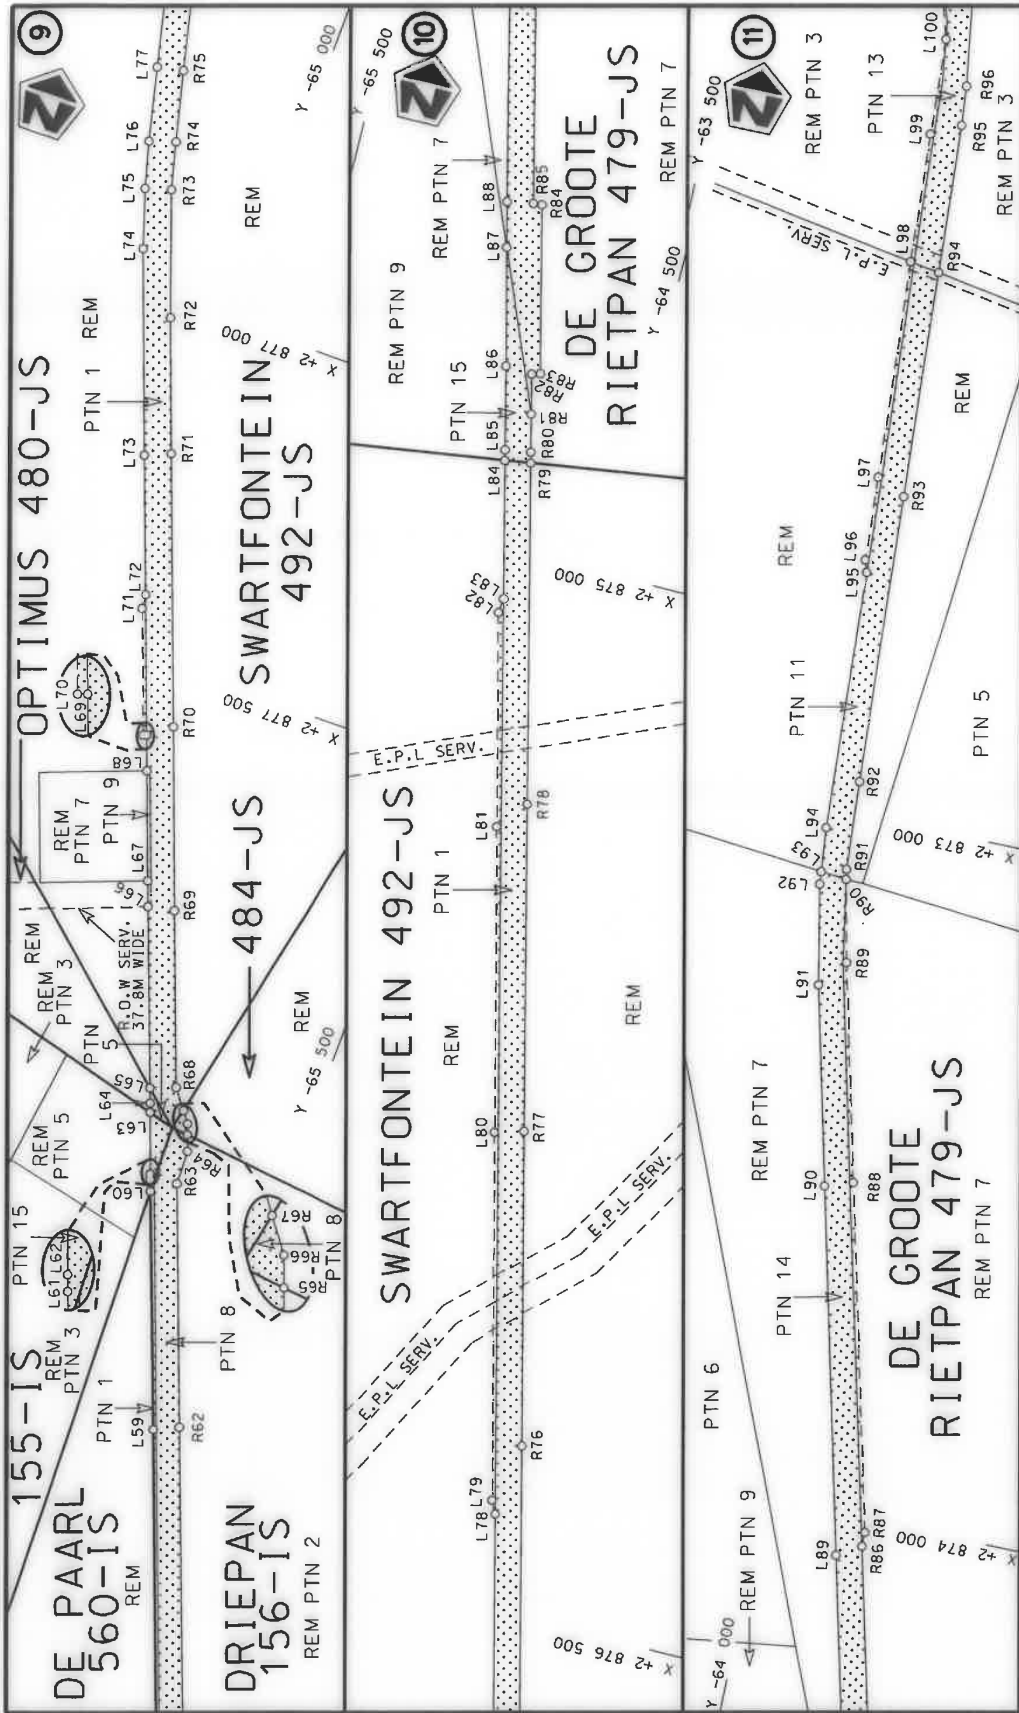 9
N
OPTIMUS 480-JS
155-IS
DE PAARL
560-IS
REM
DRIEPAN
156-IS
REM PTN 2
PTN 1
L59
R62
PTN 8
REM
PTN 3
L61
L62
PTN 15
L60
R63
R64
R65
R66
R67
PTN 8
REM
PTN 5
REM
PTN 3
REM
PTN
5
L63
L64
L65
R68
484-JS
REM
Y -65 500
R.O.W SERV.
37.8M WIDE
L66
L67
R69
REM
PTN 7
PTN 9
L68
L69
L70
R70
L71
L72
X +2 877 500
SWARTFONTEIN
492-JS
L73
R71
PTN 1
REM
R72
X +2 877 000
L74
L75
R73
REM
L76
R74
L77
R75
Y -65 000
10
N
Y -65 500
SWARTFONTEIN 492-JS
L78
L79
R76
E.P.L SERV.
E.P.L SERV.
X +2 876 500
L80
R77
REM
REM
PTN 1
L81
R78
E.P.L SERV.
L82
L83
X +2 875 000
L84
L85
R79
R80
R81
R82
R83
PTN 15
L86
REM PTN 9
L87
L88
REM PTN 7
R84
R85
DE GROOTE
RIETPAN 479-JS
REM PTN 7
Y -64 500
11
N
Y -63 500
Y -64 000
REM PTN 9
PTN 6
L89
R86
R87
X +2 874 000
PTN 14
L90
R88
REM PTN 7
DE GROOTE
RIETPAN 479-JS
REM PTN 7
L91
R89
L92
L93
R90
R91
X +2 873 000
L94
R92
PTN 5
PTN 11
L95
L96
L97
R93
REM
REM
L98
R94
E.P.L SERV.
L99
R95
R96
L100
REM PTN 3
PTN 13
REM PTN 3